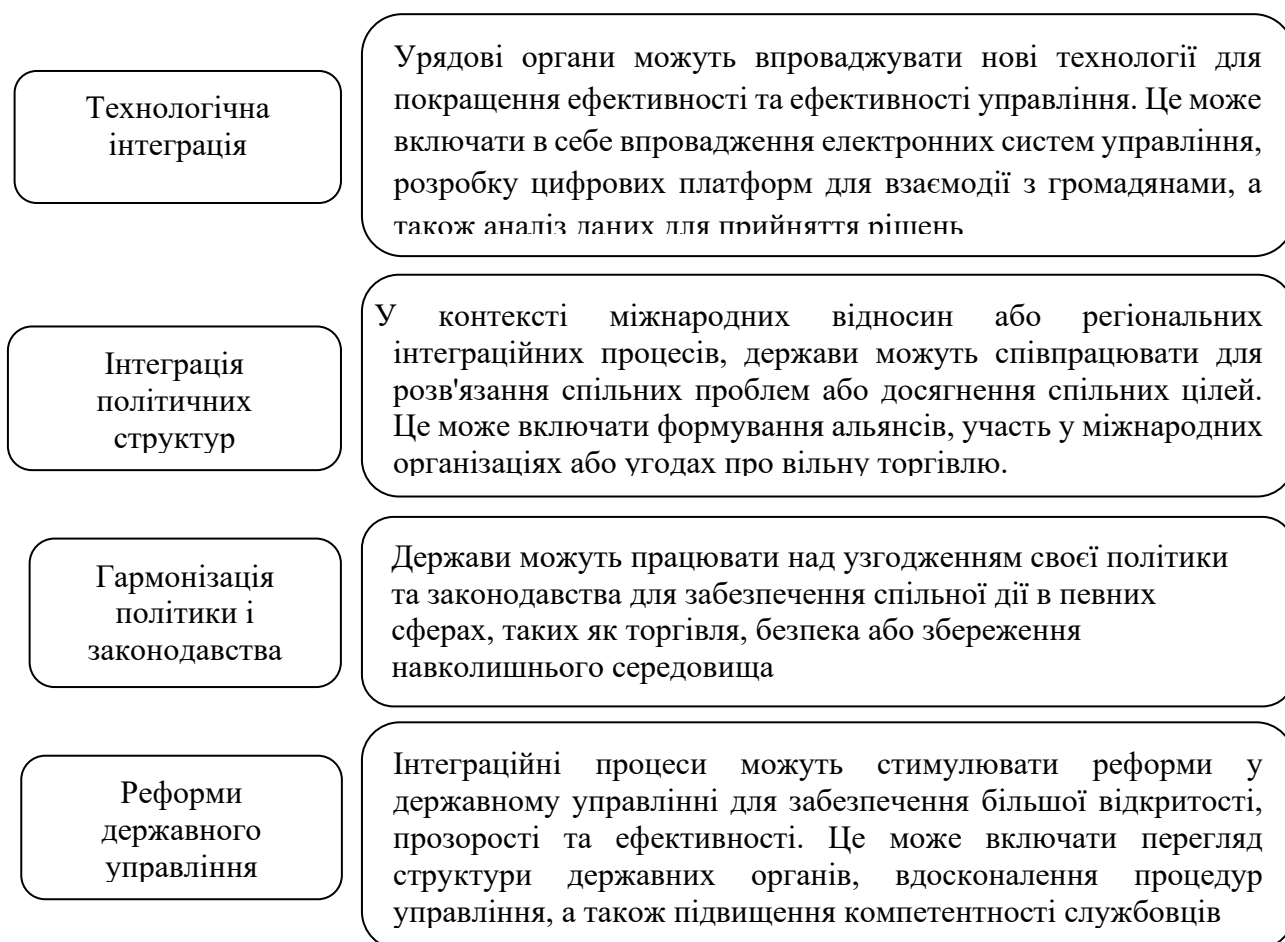 Технологічна
інтеграція
Урядові органи можуть впроваджувати нові технології для
покращення ефективності та ефективності управління. Це може
включати в себе впровадження електронних систем управління,
розробку цифрових платформ для взаємодії з громадянами, а
також аналіз даних для прийняття рішень
Інтеграція
політичних
структур
У контексті міжнародних відносин або регіональних
інтеграційних процесів, держави можуть співпрацювати для
розв'язання спільних проблем або досягнення спільних цілей.
Це може включати формування альянсів, участь у міжнародних
організаціях або угодах про вільну торгівлю.
Гармонізація
політики і
законодавства
Держави можуть працювати над узгодженням своєї політики
та законодавства для забезпечення спільної дії в певних
сферах, таких як торгівля, безпека або збереження
навколишнього середовища
Реформи
державного
управління
Інтеграційні процеси можуть стимулювати реформи у
державному управлінні для забезпечення більшої відкритості,
прозорості та ефективності. Це може включати перегляд
структури державних органів, вдосконалення процедур
управління, а також підвищення компетентності службовців